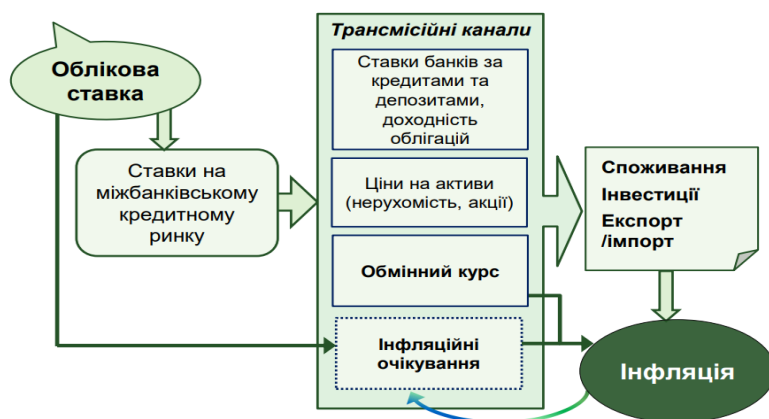 Облікова
ставка
Ставки на
міжбанківському
кредитному
ринку
Трансмісійні канали
Ставки банків за
кредитами та
депозитами,
доходність
облігацій
Ціни на активи
(нерухомість, акції)
Обмінний курс
Інфляційні
очікування
Споживання
Інвестиції
Експорт
/імпорт
Інфляція